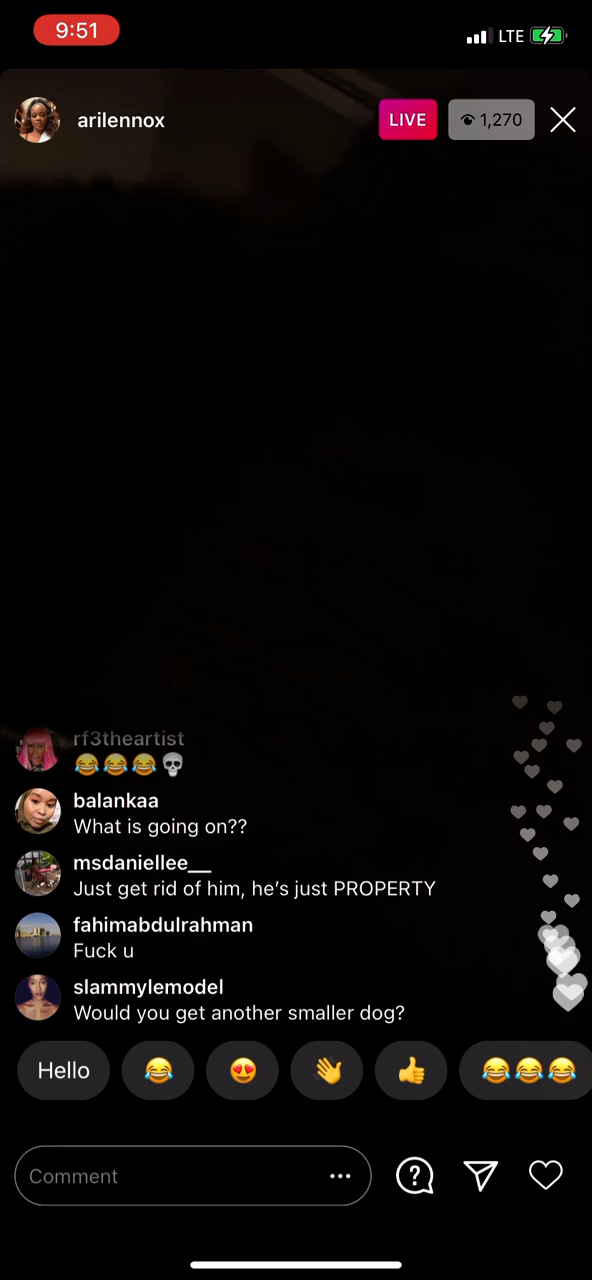 9:51
LTE
arilennox
LIVE
1,270
rf3theartist
😂😂😂💀
balankaa
What is going on??
msdaniellee__
Just get rid of him, he’s just PROPERTY
fahimabdulrahman
Fuck u
slammylemodel
Would you get another smaller dog?
Hello 😂 😍 👋 👍 😂😂😂
Comment